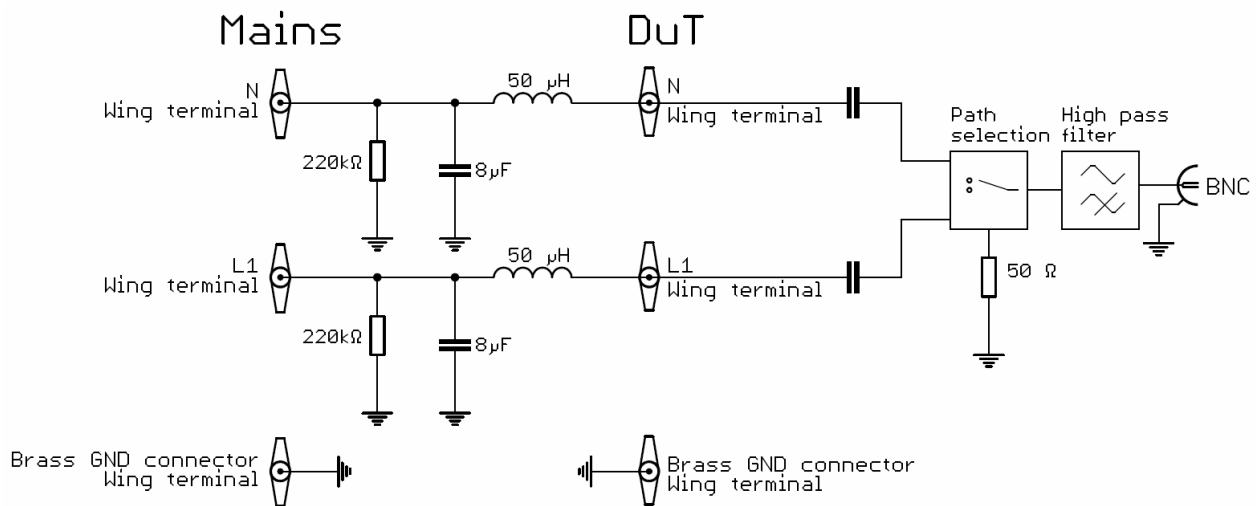 Mains
DuT
N
Wing terminal
50 µH
N
Wing terminal
Path
selection
High pass
filter
220kΩ
8µF
BNC
L1
Wing terminal
50 µH
L1
Wing terminal
50 Ω
220kΩ
8µF
Brass GND connector
Wing terminal
Brass GND connector
Wing terminal